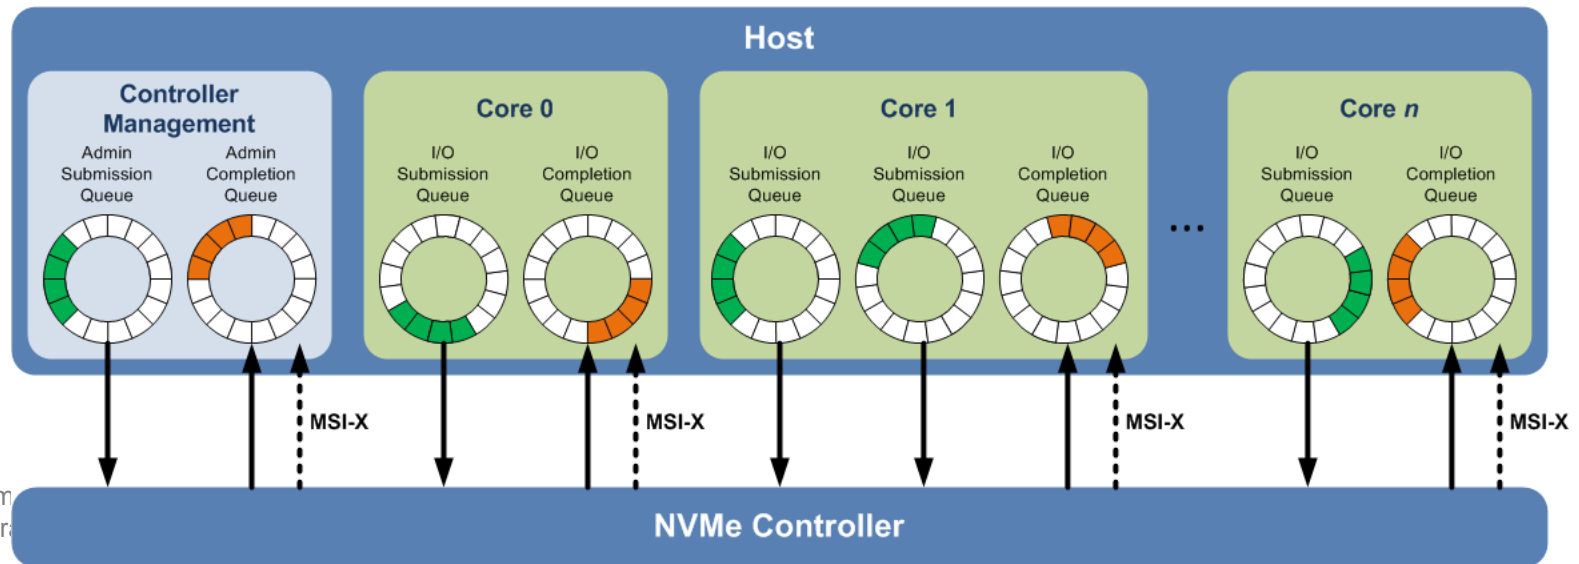 Host
Controller
Management
Admin
Submission
Queue
Admin
Completion
Queue
Core 0
I/O
Submission
Queue
I/O
Completion
Queue
Core 1
I/O
Submission
Queue
I/O
Submission
Queue
I/O
Completion
Queue
...
Core n
I/O
Submission
Queue
I/O
Completion
Queue
MSI-X
MSI-X
MSI-X
MSI-X
NVMe Controller